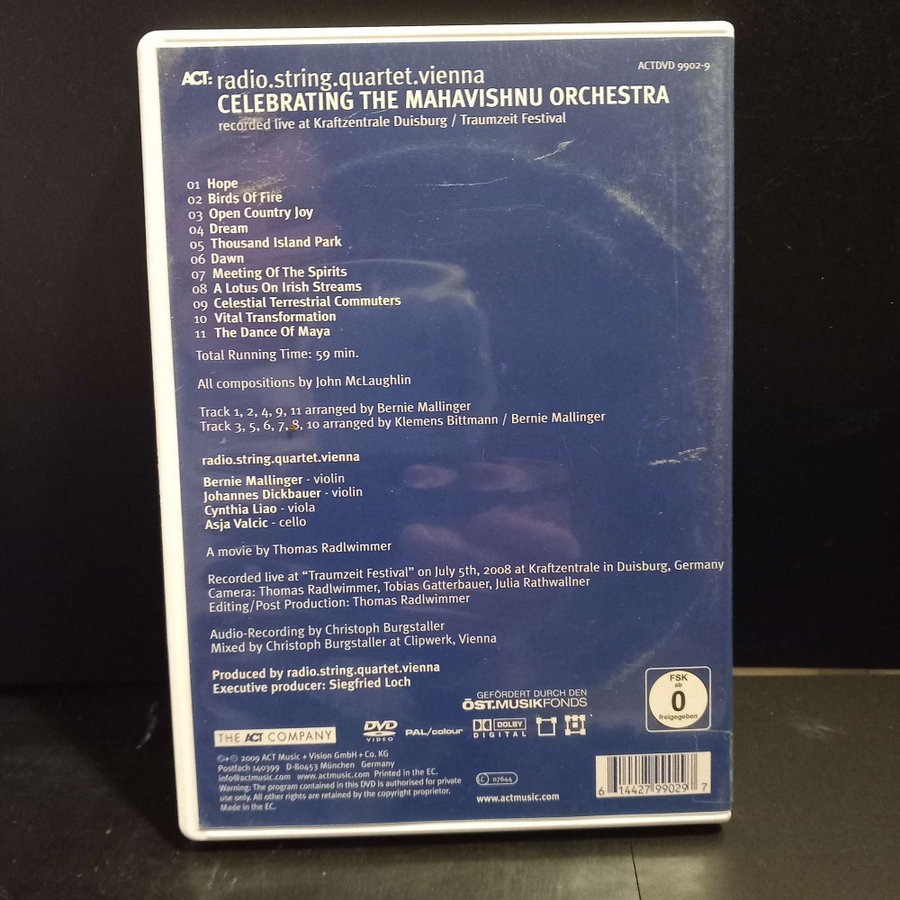 ACT: radio.string.quartet.vienna
ACTDVD 9902-9
CELEBRATING THE MAHAVISHNU ORCHESTRA
recorded live at Kraftzentrale Duisburg / Traumzeit Festival
01 Hope
02 Birds Of Fire
03 Open Country Joy
04 Dream
05 Thousand Island Park
06 Dawn
07 Meeting Of The Spirits
08 A Lotus On Irish Streams
09 Celestial Terrestrial Commuters
10 Vital Transformation
11 The Dance Of Maya
Total Running Time: 59 min.
All compositions by John McLaughlin
Track 1, 2, 4, 9, 11 arranged by Bernie Mallinger
Track 3, 5, 6, 7, 8, 10 arranged by Klemens Bittmann / Bernie Mallinger
radio.string.quartet.vienna
Bernie Mallinger - violin
Johannes Dickbauer - violin
Cynthia Liao - viola
Asja Valcic - cello
A movie by Thomas Radlwimmer
Recorded live at "Traumzeit Festival" on July 5th, 2008 at Kraftzentrale in Duisburg, Germany
Camera: Thomas Radlwimmer, Tobias Gatterbauer, Julia Rathwallner
Editing/Post Production: Thomas Radlwimmer
Audio-Recording by Christoph Burgstaller
Mixed by Christoph Burgstaller at Clipwerk, Vienna
Produced by radio.string.quartet.vienna
Executive producer: Siegfried Loch
GEFÖRDERT DURCH DEN
ÖST.MUSIKFONDS
FSK
ab
0
freigegeben
THE ACT COMPANY
DVD
VIDEO
PAL/colour
DOLBY
DIGITAL
℗+© 2009 ACT Music + Vision GmbH + Co. KG
Postfach 140399 D-80453 München Germany
info@actmusic.com www.actmusic.com Printed in the EC.
Warning: The program contained in this DVD is authorised for private
use only. All other rights are retained by the copyright proprietor.
Made in the EC.
LC 07644
www.actmusic.com
6 14427 99029 7